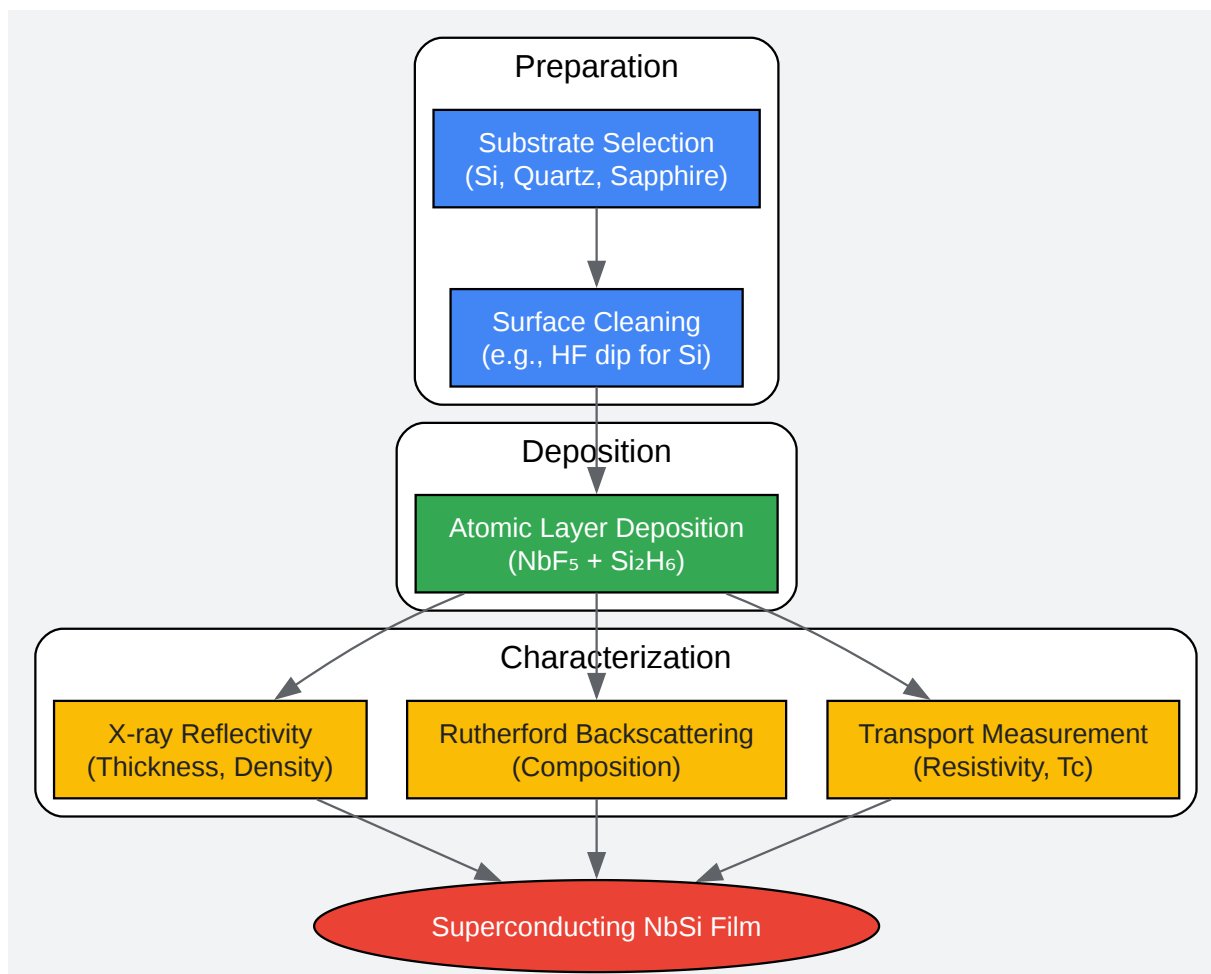 Preparation
Substrate Selection
(Si, Quartz, Sapphire)
Surface Cleaning
(e.g., HF dip for Si)
Deposition
Atomic Layer Deposition
(NbF₅ + Si₂H₆)
Characterization
X-ray Reflectivity
(Thickness, Density)
Rutherford Backscattering
(Composition)
Transport Measurement
(Resistivity, Tc)
Superconducting NbSi Film